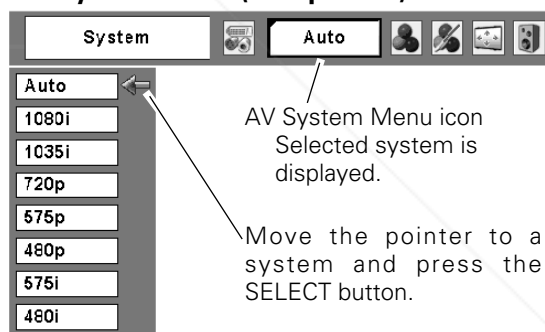 System
Auto
Auto
1080i
1035i
720p
575p
480p
575i
480i
AV System Menu icon
Selected system is
displayed.
Move the pointer to a
system and press the
SELECT button.